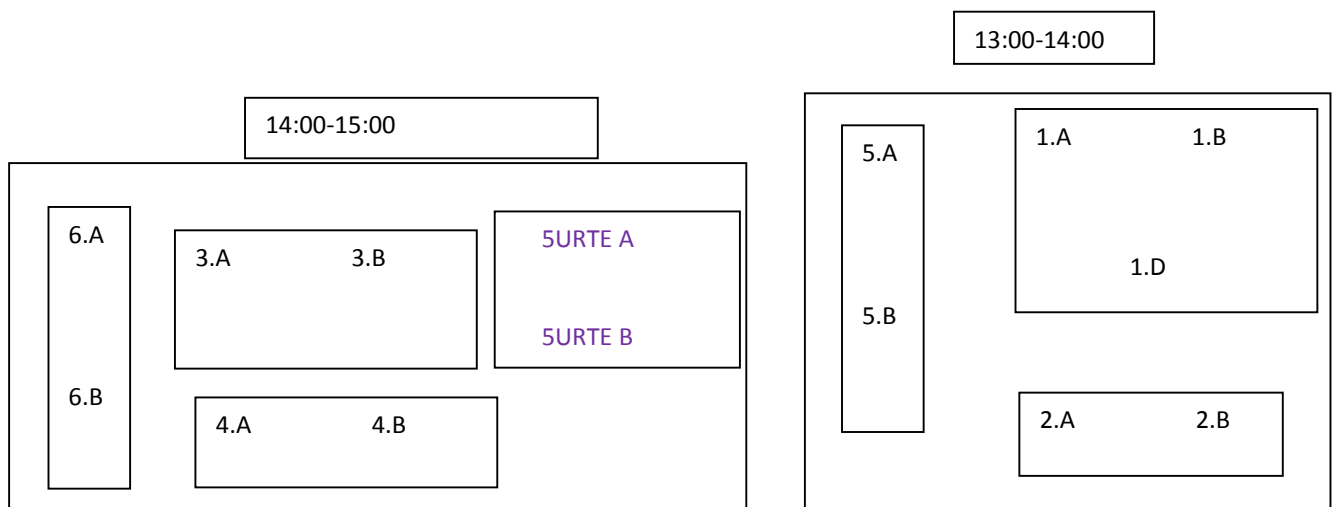 14:00-15:00
6.A
3.A 3.B
5URTE A
5URTE B
6.B
4.A 4.B
13:00-14:00
5.A
1.A 1.B
1.D
5.B
2.A 2.B